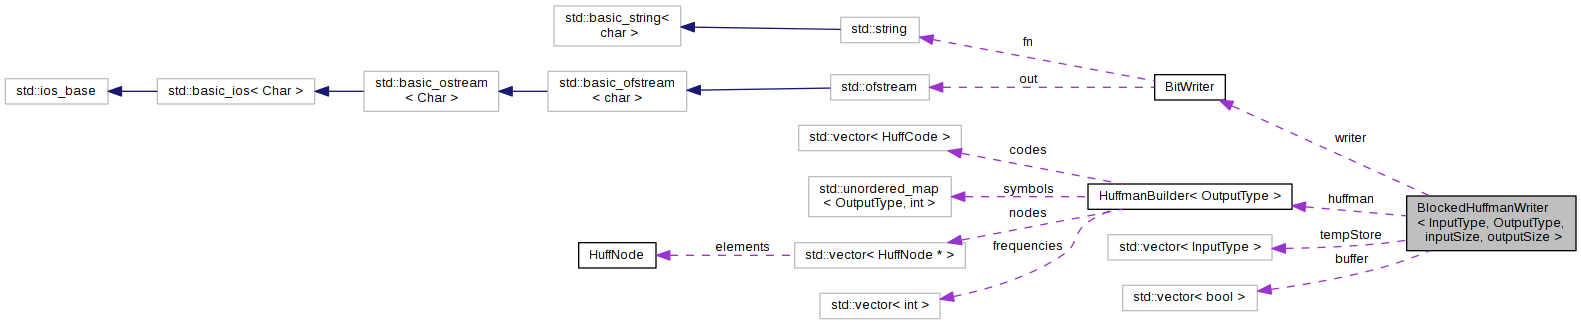 std::basic_string<
char >
std::string
fn
std::ios_base
std::basic_ios< Char >
std::basic_ostream
< Char >
std::basic_ofstream
< char >
std::ofstream
out
BitWriter
writer
std::vector< HuffCode >
codes
std::unordered_map
< OutputType, int >
symbols
HuffmanBuilder< OutputType >
huffman
BlockedHuffmanWriter
< InputType, OutputType,
inputSize, outputSize >
nodes
HuffNode
elements
std::vector< HuffNode * >
frequencies
std::vector< InputType >
tempStore
buffer
std::vector< int >
std::vector< bool >